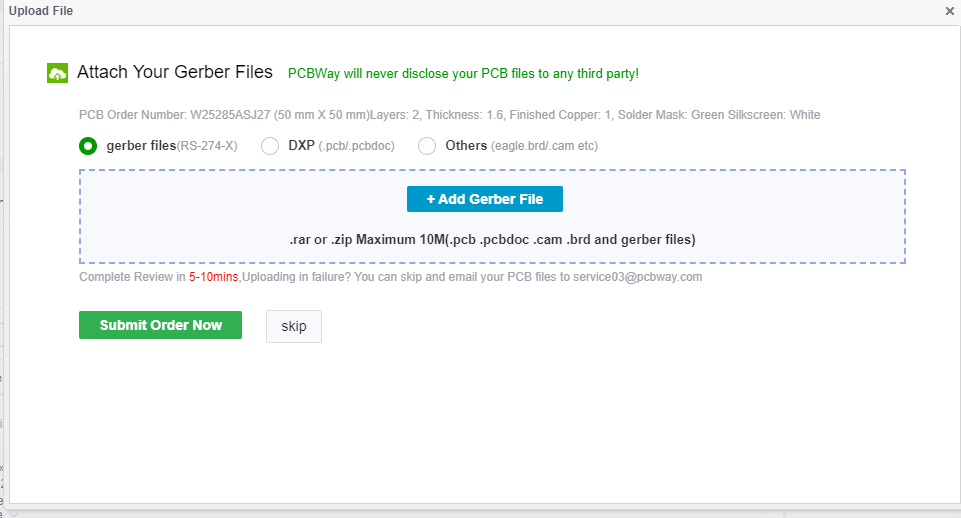 Upload File
Attach Your Gerber Files PCBWay will never disclose your PCB files to any third party!
PCB Order Number: W25285ASJ27 (50 mm X 50 mm)Layers: 2, Thickness: 1.6, Finished Copper: 1, Solder Mask: Green Silkscreen: White
gerber files(RS-274-X) DXP (.pcb/.pcbdoc) Others (eagle.brd/.cam etc)
+ Add Gerber File
.rar or .zip Maximum 10M(.pcb .pcbdoc .cam .brd and gerber files)
Complete Review in 5-10mins,Uploading in failure? You can skip and email your PCB files to service03@pcbway.com
Submit Order Now skip